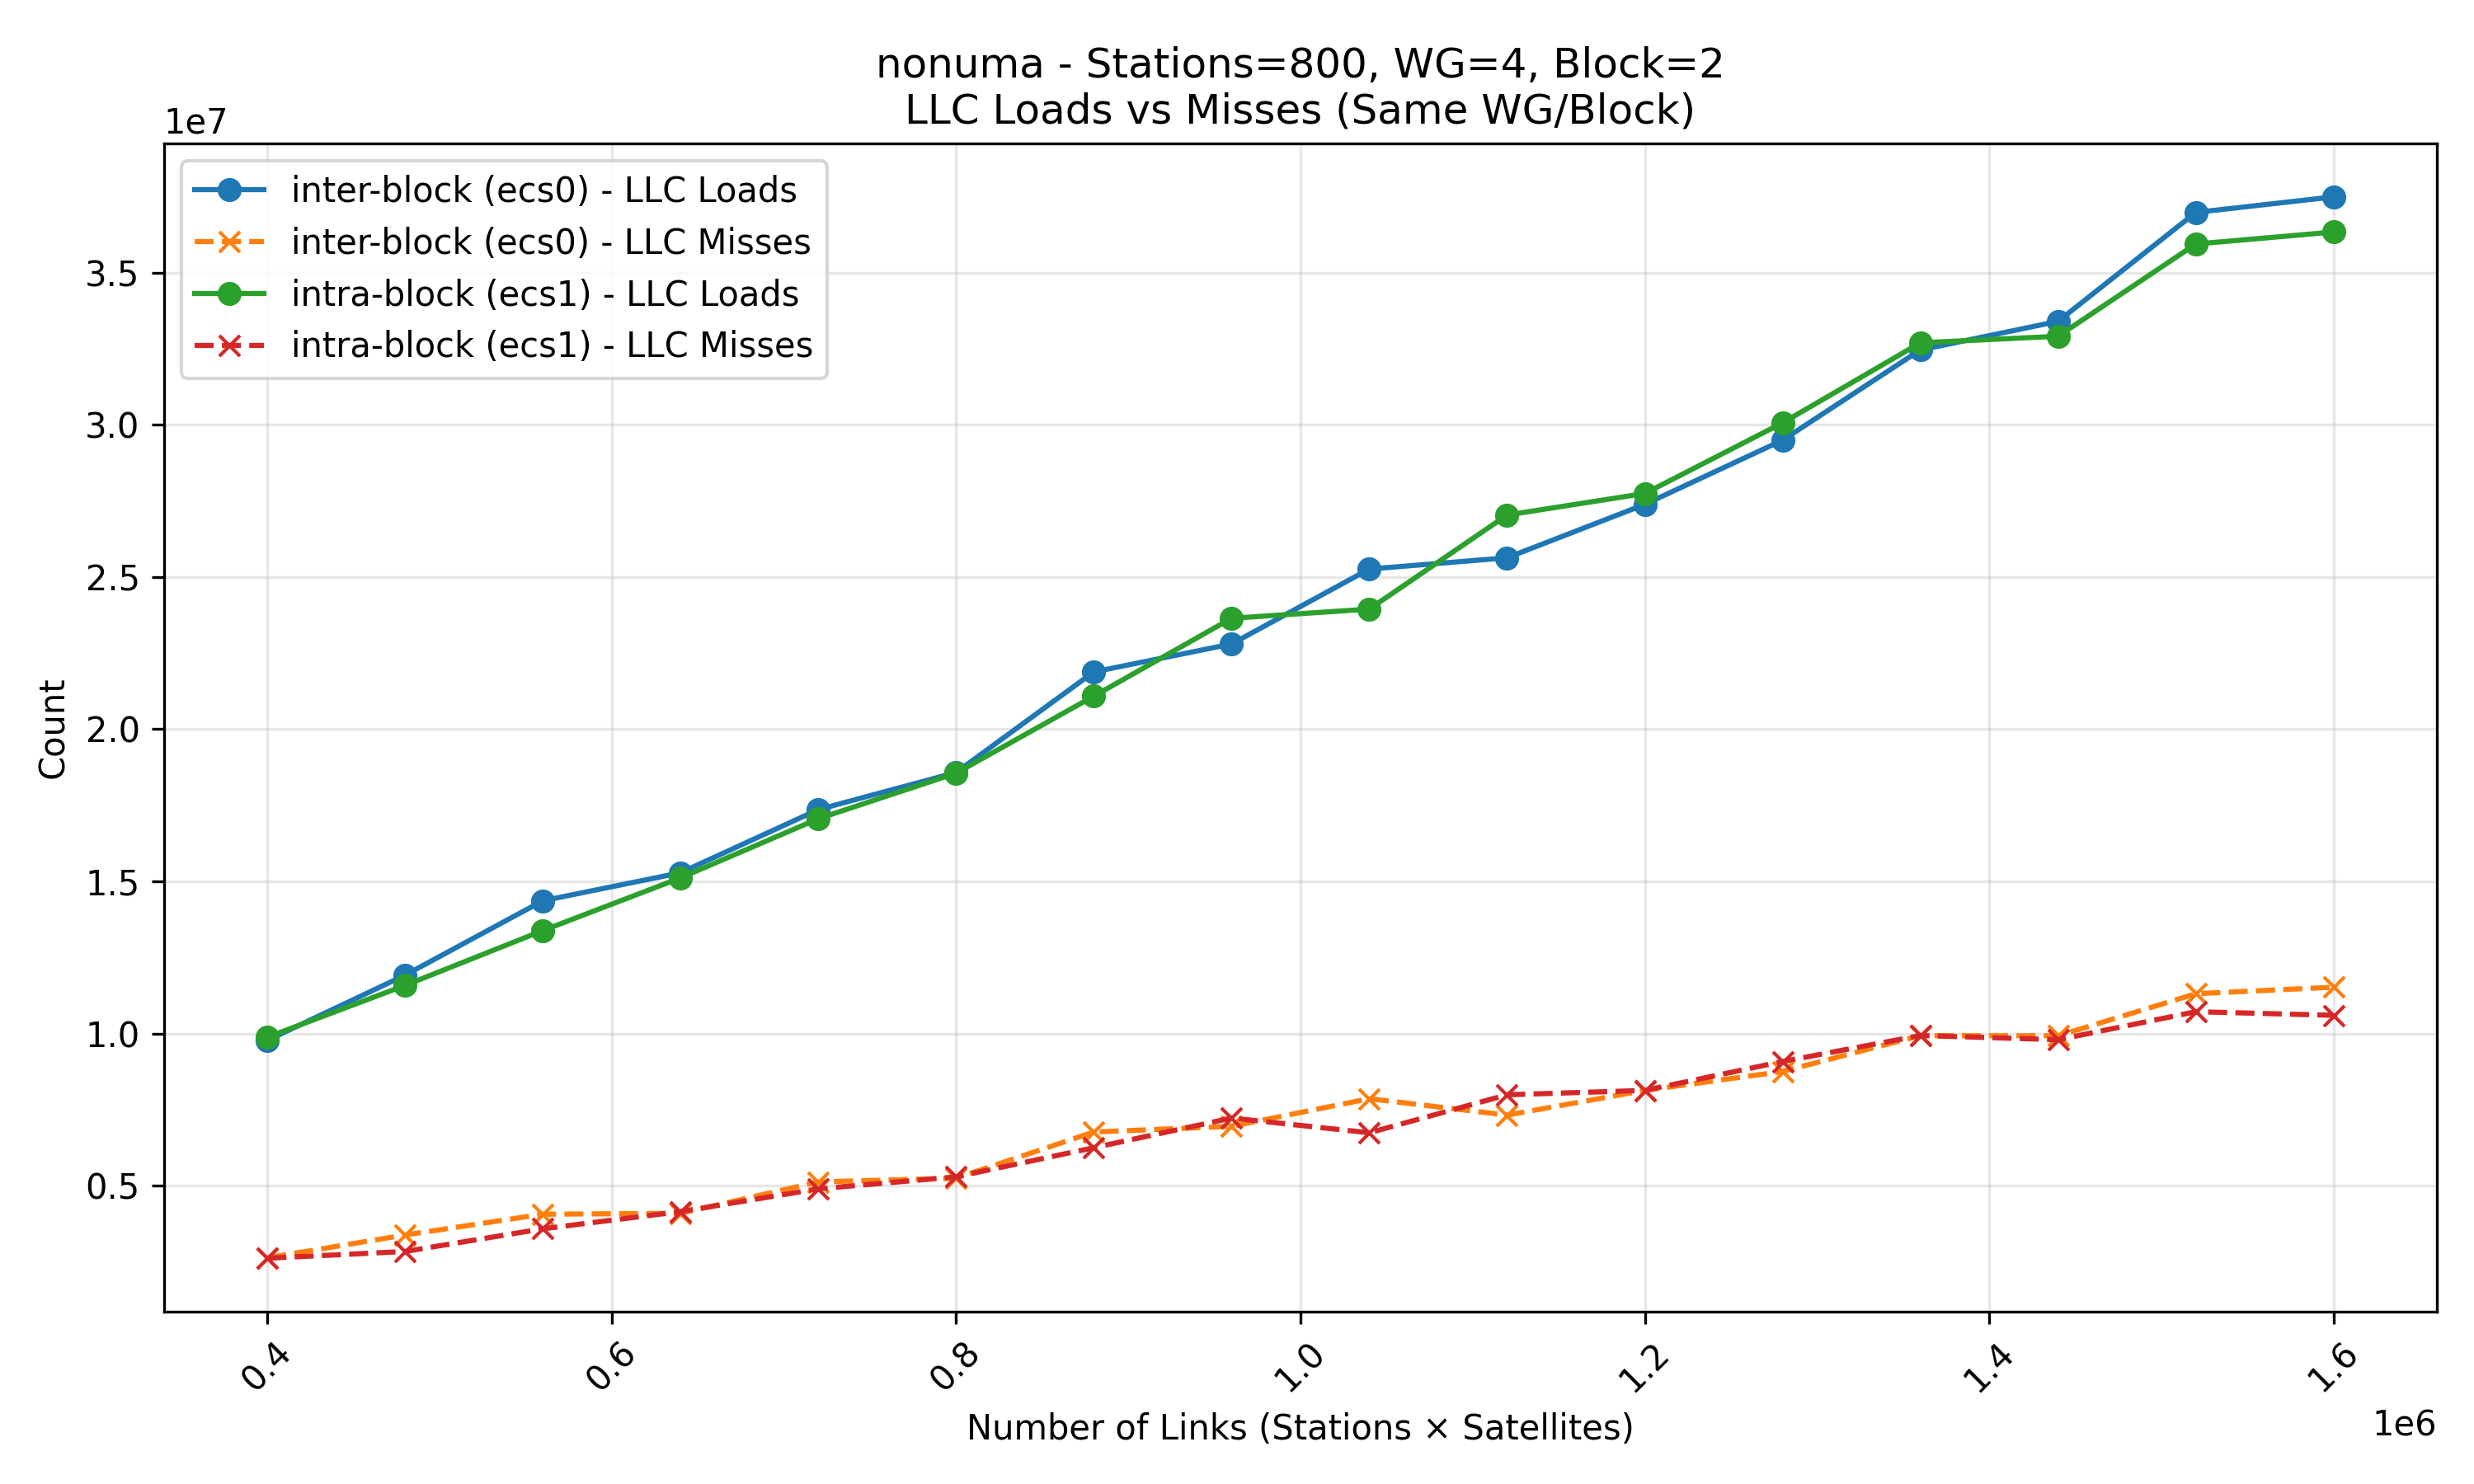 nonuma - Stations=800, WG=4, Block=2
LLC Loads vs Misses (Same WG/Block)
1e7
inter-block (ecs0) - LLC Loads
inter-block (ecs0) - LLC Misses
intra-block (ecs1) - LLC Loads
intra-block (ecs1) - LLC Misses
3.5
3.0
2.5
2.0
1.5
1.0
0.5
Count
0.4
0.6
0.8
1.0
1.2
1.4
1.6
Number of Links (Stations × Satellites)
1e6